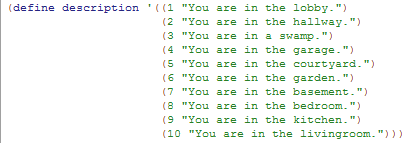 (define description '((1 "You are in the lobby.")
(2 "You are in the hallway.")
(3 "You are in a swamp.")
(4 "You are in the garage.")
(5 "You are in the courtyard.")
(6 "You are in the garden.")
(7 "You are in the basement.")
(8 "You are in the bedroom.")
(9 "You are in the kitchen.")
(10 "You are in the livingroom.")))